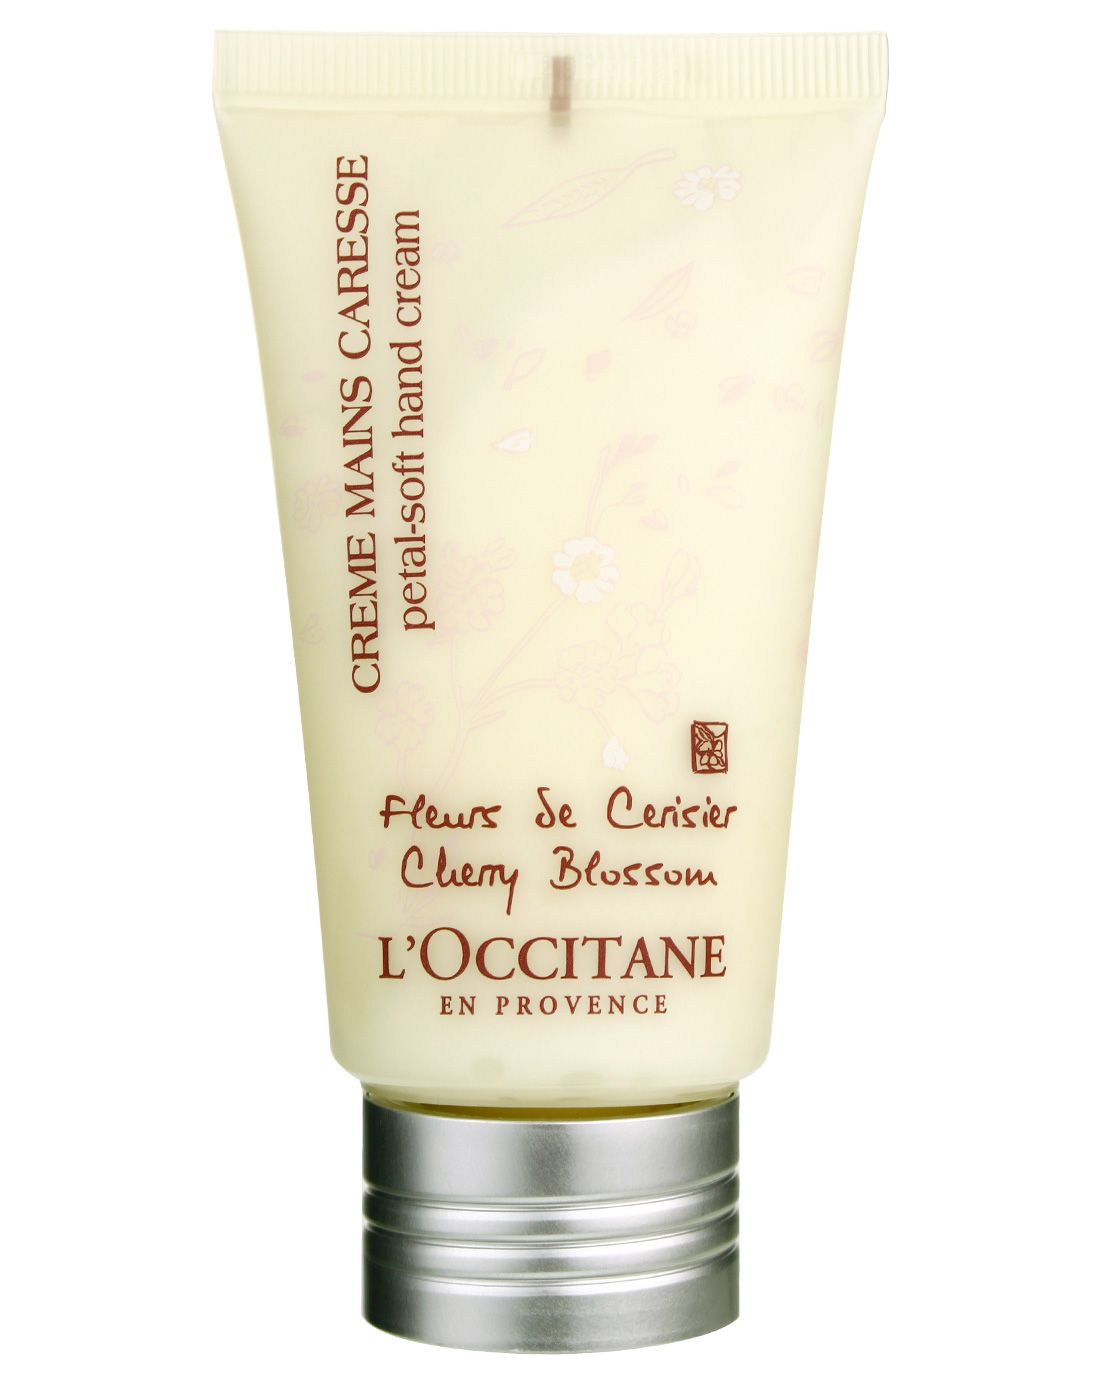 CREME MAINS CARESSE
petal-soft hand cream
Fleurs de Cerisier
Cherry Blossom
L'OCCITANE
EN PROVENCE